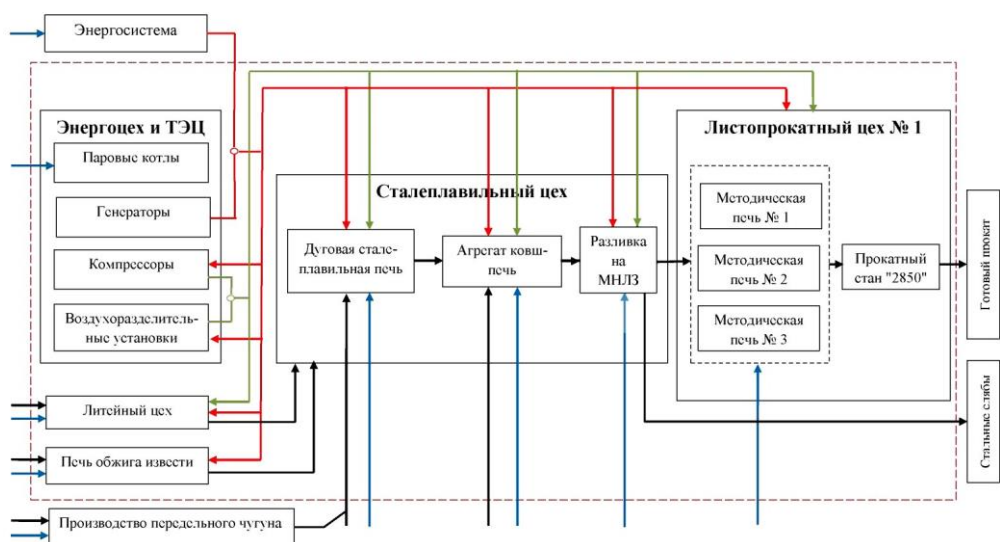 Энергосистема
Энергоцех и ТЭЦ
Паровые котлы
Генераторы
Компрессоры
Воздухоразделитель-
ные установки
Литейный цех
Печь обжига извести
Производство передельного чугуна
Сталеплавильный цех
Дуговая стале-
плавильная печь
Агрегат ковш-
печь
Разливка
на
МНЛЗ
Листопрокатный цех № 1
Методическая
печь № 1
Методическая
печь № 2
Методическая
печь № 3
Прокатный
стан "2850"
Готовый прокат
Стальные слябы